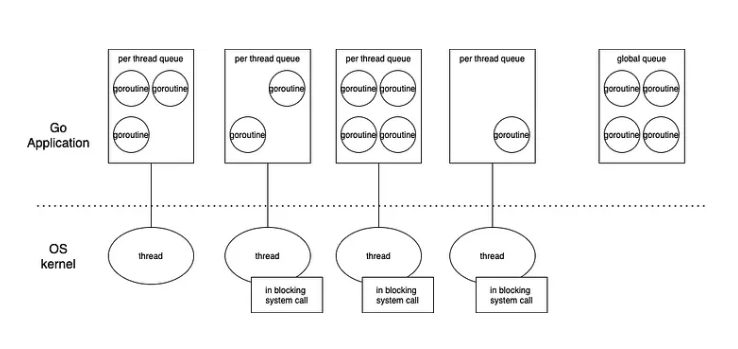 per thread queue
per thread queue
per thread queue
per thread queue
global queue
goroutine goroutine
goroutine
goroutine goroutine
goroutine
goroutine goroutine
Go
Application
goroutine
goroutine
goroutine goroutine
goroutine
goroutine goroutine
OS
kernel
thread
thread
thread
thread
in blocking
system call
in blocking
system call
in blocking
system call